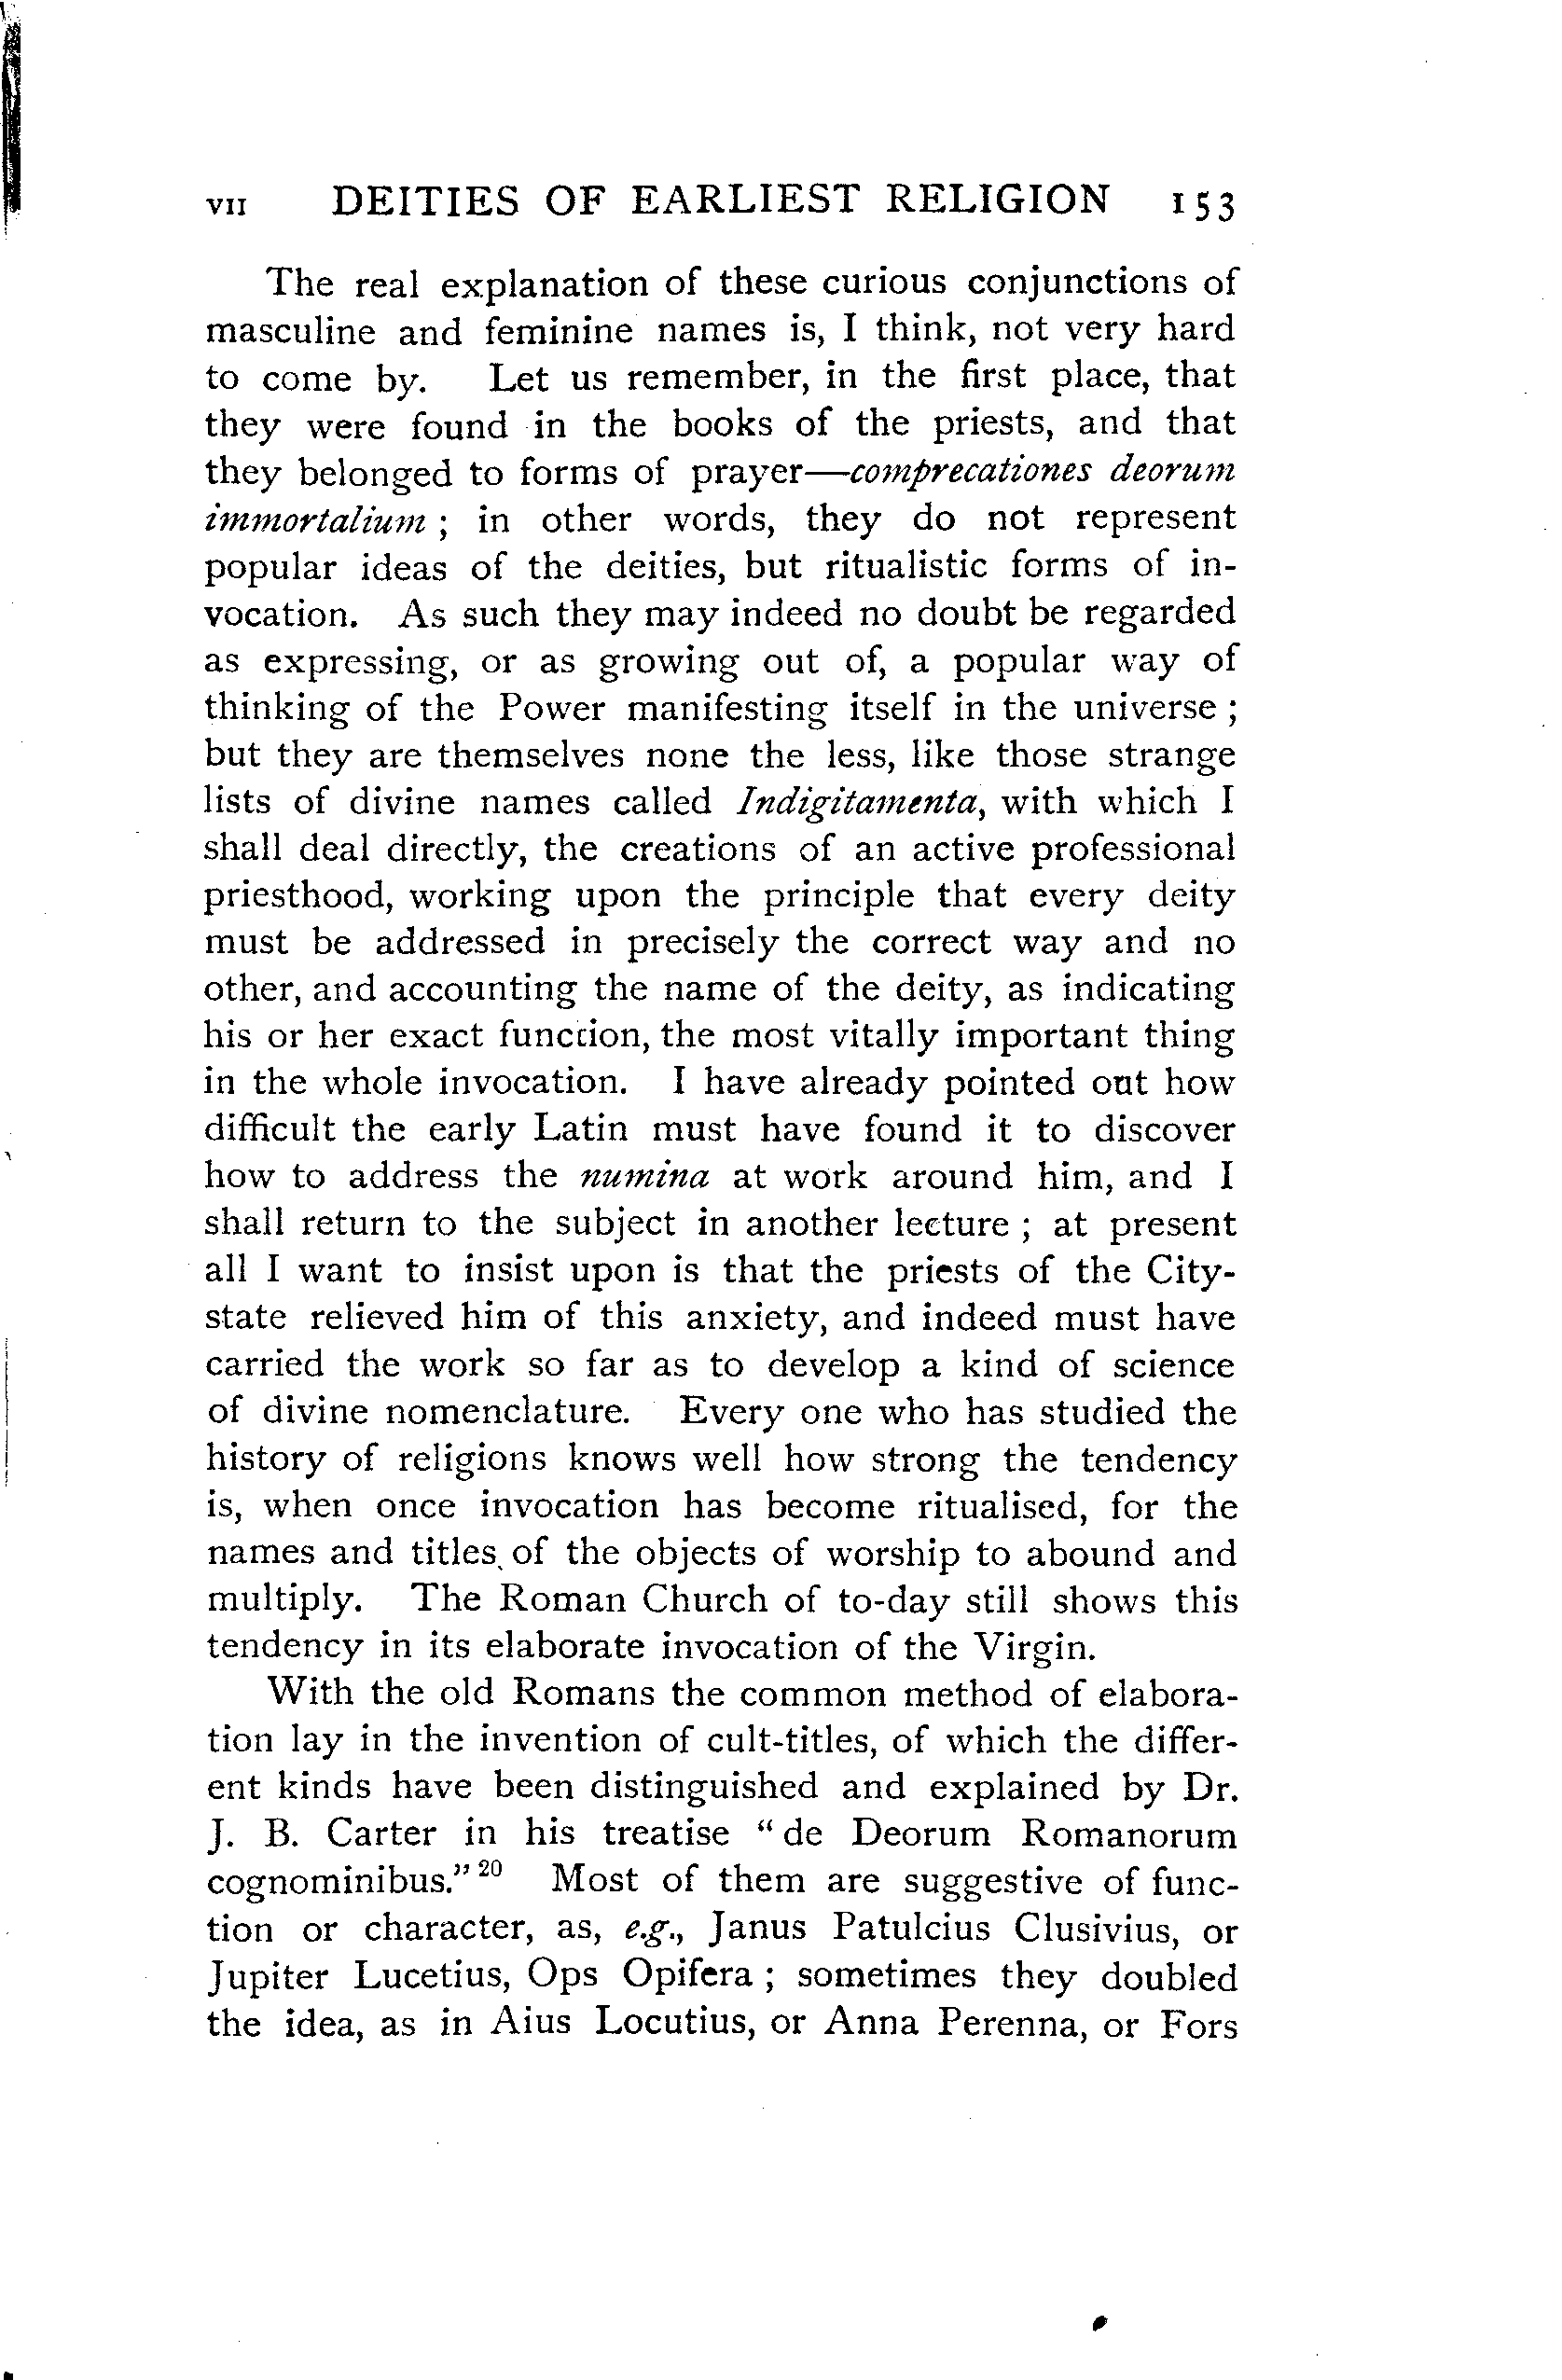 VII DEITIES OF EARLIEST RELIGION 153
The real explanation of these curious conjunctions of
masculine and feminine names is, I think, not very hard
to come by. Let us remember, in the first place, that
they were found in the books of the priests, and that
they belonged to forms of prayer—comprecationes deorum
immortalium ; in other words, they do not represent
popular ideas of the deities, but ritualistic forms of in-
vocation. As such they may indeed no doubt be regarded
as expressing, or as growing out of, a popular way of
thinking of the Power manifesting itself in the universe ;
but they are themselves none the less, like those strange
lists of divine names called Indigitamenta, with which I
shall deal directly, the creations of an active professional
priesthood, working upon the principle that every deity
must be addressed in precisely the correct way and no
other, and accounting the name of the deity, as indicating
his or her exact function, the most vitally important thing
in the whole invocation. I have already pointed out how
difficult the early Latin must have found it to discover
how to address the numina at work around him, and I
shall return to the subject in another lecture ; at present
all I want to insist upon is that the priests of the City-
state relieved him of this anxiety, and indeed must have
carried the work so far as to develop a kind of science
of divine nomenclature. Every one who has studied the
history of religions knows well how strong the tendency
is, when once invocation has become ritualised, for the
names and titles of the objects of worship to abound and
multiply. The Roman Church of to-day still shows this
tendency in its elaborate invocation of the Virgin.
With the old Romans the common method of elabora-
tion lay in the invention of cult-titles, of which the differ-
ent kinds have been distinguished and explained by Dr.
J. B. Carter in his treatise “ de Deorum Romanorum
cognominibus.” 20 Most of them are suggestive of func-
tion or character, as, e.g., Janus Patulcius Clusivius, or
Jupiter Lucetius, Ops Opifera ; sometimes they doubled
the idea, as in Aius Locutius, or Anna Perenna, or Fors